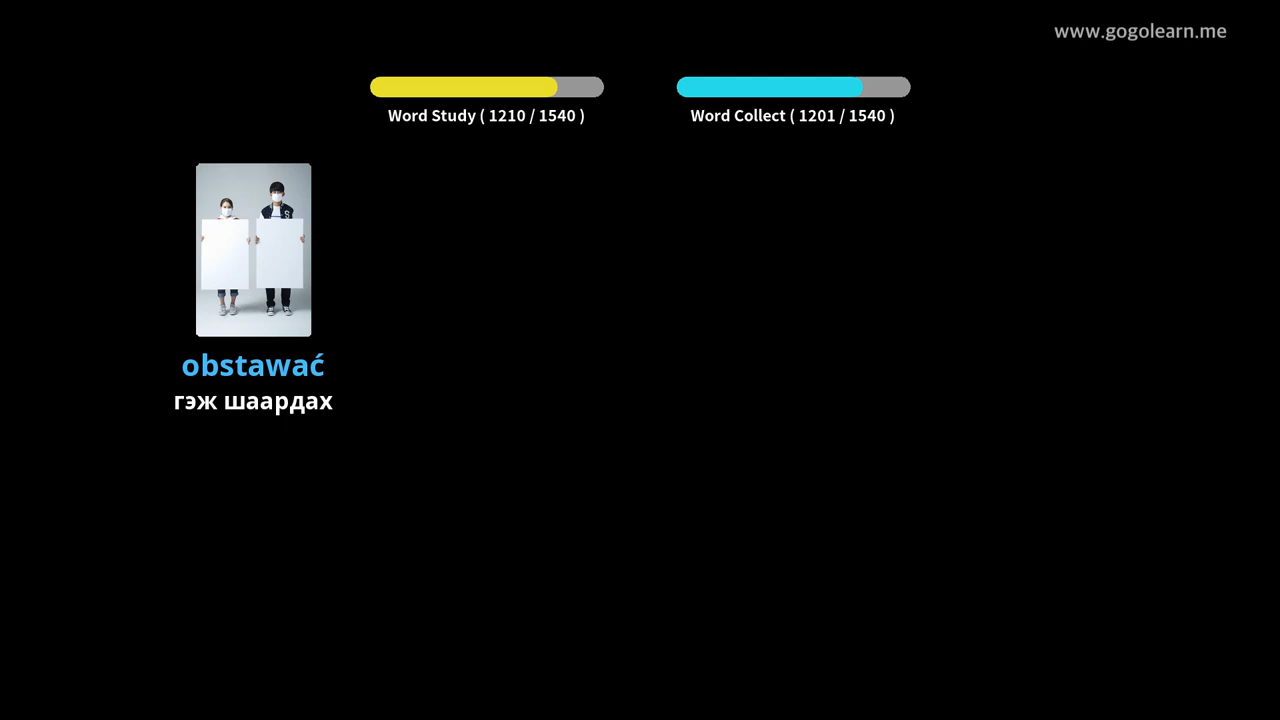 www.gogolearn.me
Word Study ( 1210 / 1540 )
Word Collect ( 1201 / 1540 )
S
obstawać
гэж шаардах